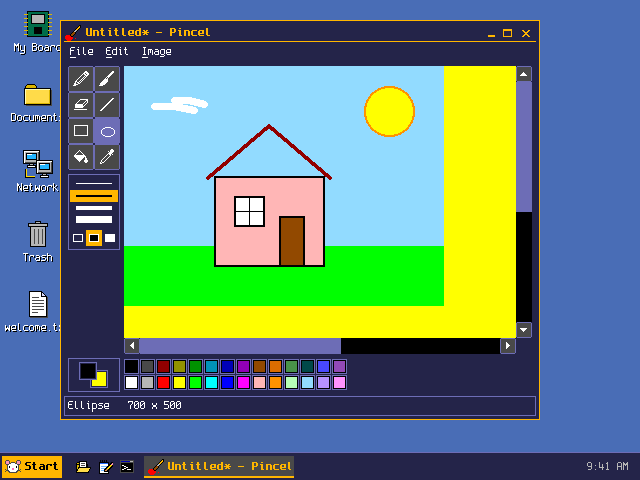 Untitled* - Pincel
File Edit Image
My Board
Documents
Network
Trash
welcome.t
Ellipse 700 x 500
Start
Untitled* - Pincel
9:41 AM